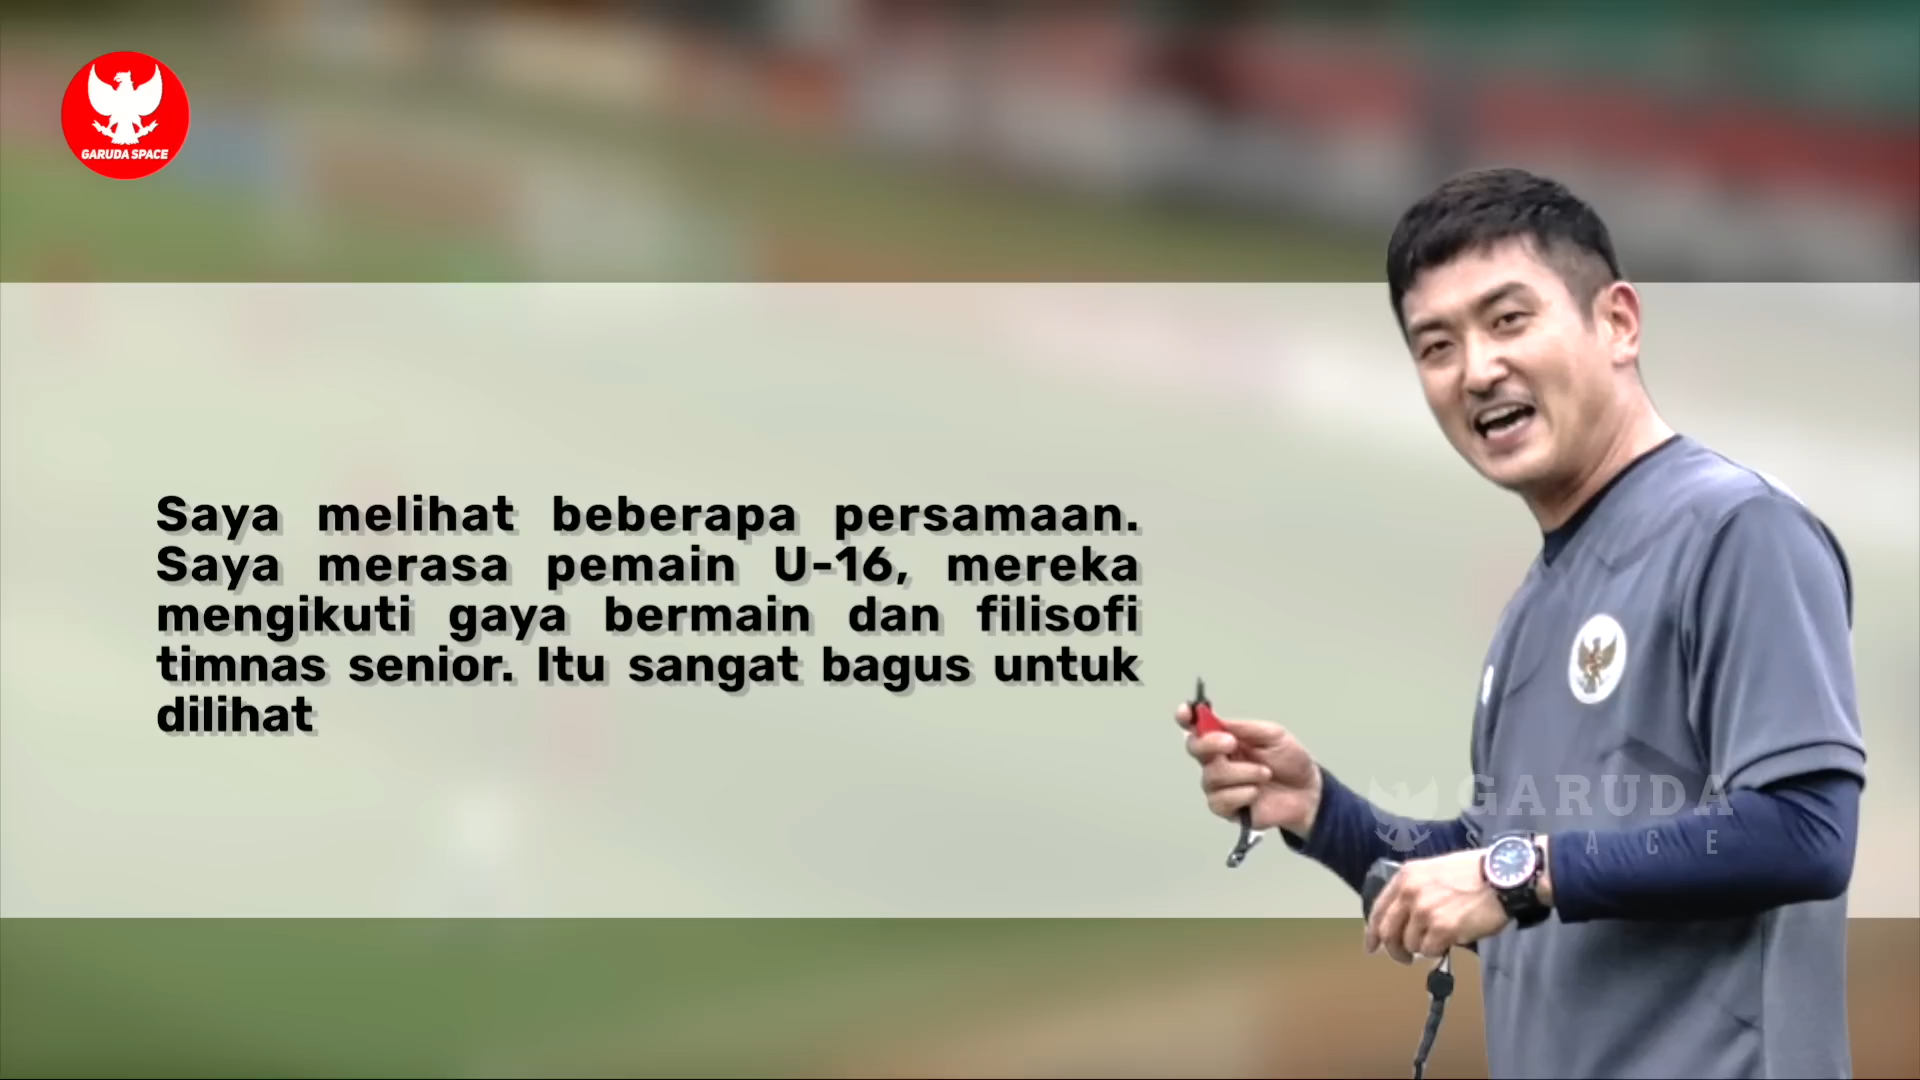 GARUDA SPACE
Saya melihat beberapa persamaan.
Saya merasa pemain U-16, mereka
mengikuti gaya bermain dan filisofi
timnas senior. Itu sangat bagus untuk
dilihat
GARUDA
SPACE